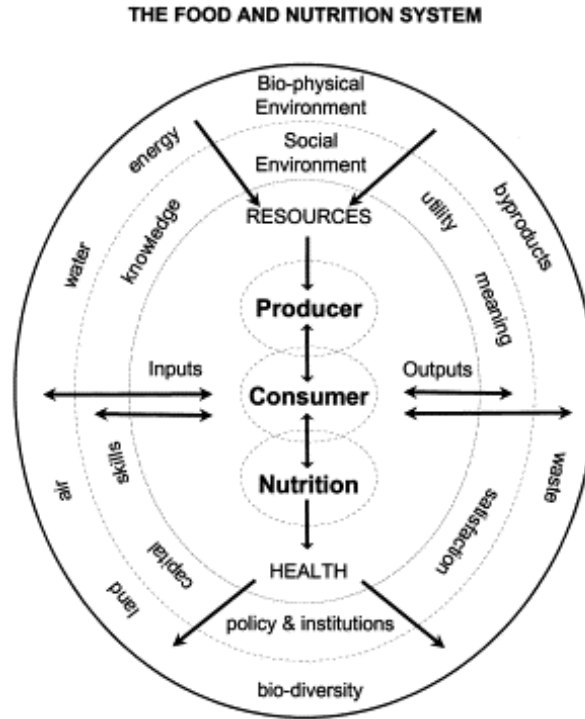 THE FOOD AND NUTRITION SYSTEM
Bio-physical
Environment
energy
Social
Environment
byproducts
utility
knowledge
water
RESOURCES
meaning
Producer
Inputs
Outputs
Consumer
skills
air
waste
Nutrition
satisfaction
capital
land
HEALTH
policy & institutions
bio-diversity